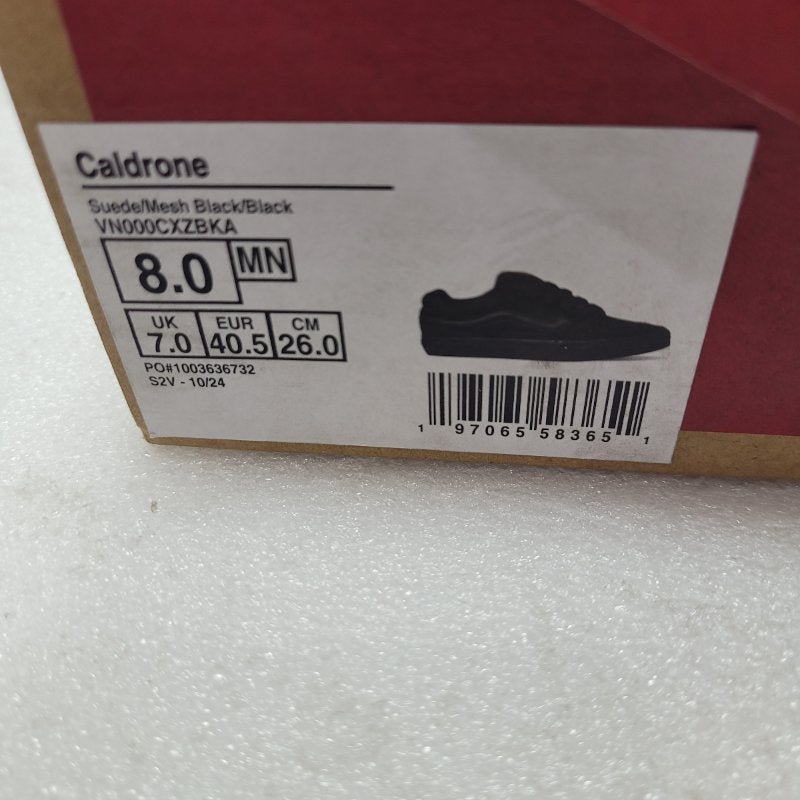 Caldrone
Suede/Mesh Black/Black
VN000CXZBKA
8.0 MN
UK EUR CM
7.0 40.5 26.0
PO#1003636732
S2V - 10/24
1 97065 58365 1